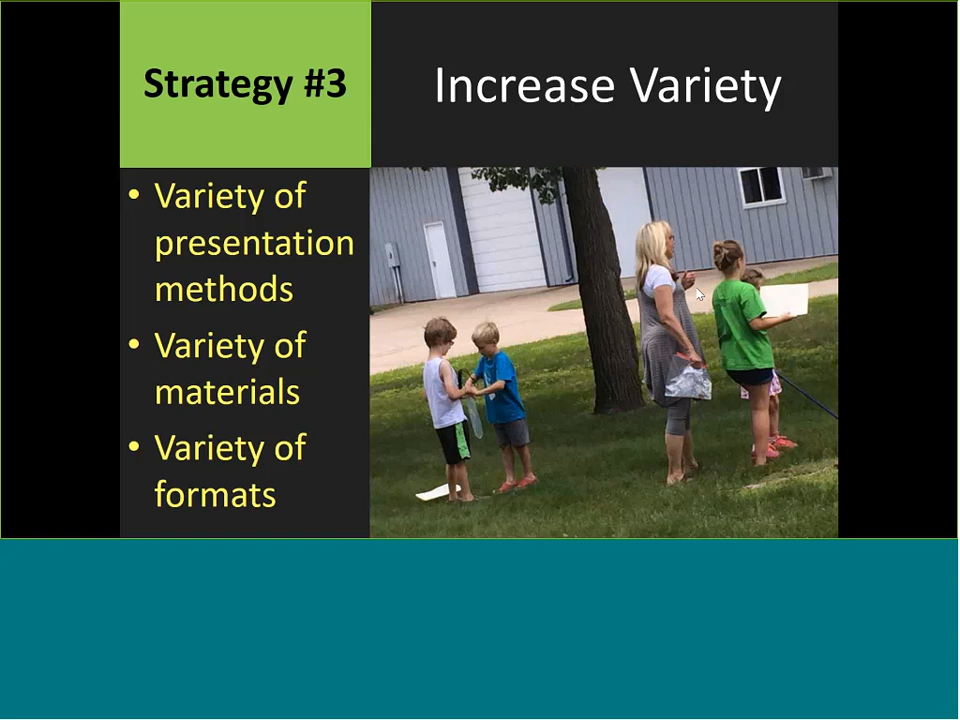 Strategy #3
Increase Variety
• Variety of
presentation
methods
• Variety of
materials
• Variety of
formats